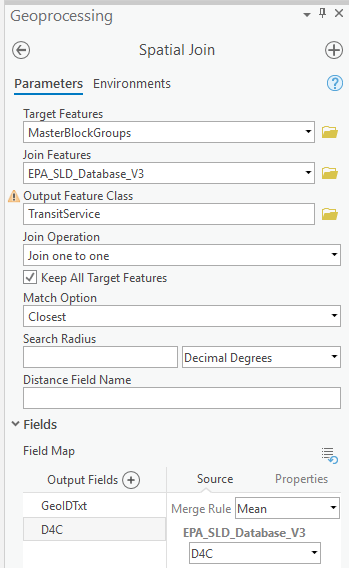 Geoprocessing
Spatial Join
Parameters Environments
Target Features
MasterBlockGroups
Join Features
EPA_SLD_Database_V3
Output Feature Class
TransitService
Join Operation
Join one to one
Keep All Target Features
Match Option
Closest
Search Radius
Decimal Degrees
Distance Field Name
Fields
Field Map
Output Fields Source Properties
GeoIDTxt Merge Rule Mean
D4C EPA_SLD_Database_V3
D4C